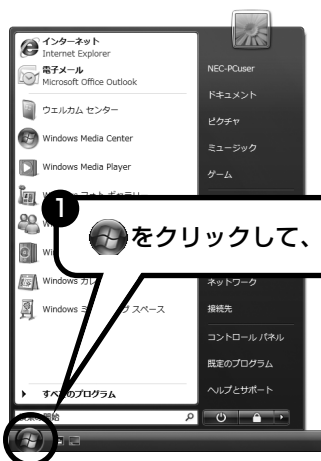 インターネット
Internet Explorer
電子メール
Microsoft Office Outlook
ウェルカム センター
Windows Media Center
Windows Media Player
Windows
すべてのプログラム
NEC-PCuser
ドキュメント
ピクチャ
ミュージック
ゲーム
ネットワーク
接続先
コントロール パネル
既定のプログラム
ヘルプとサポート
1
をクリックして、